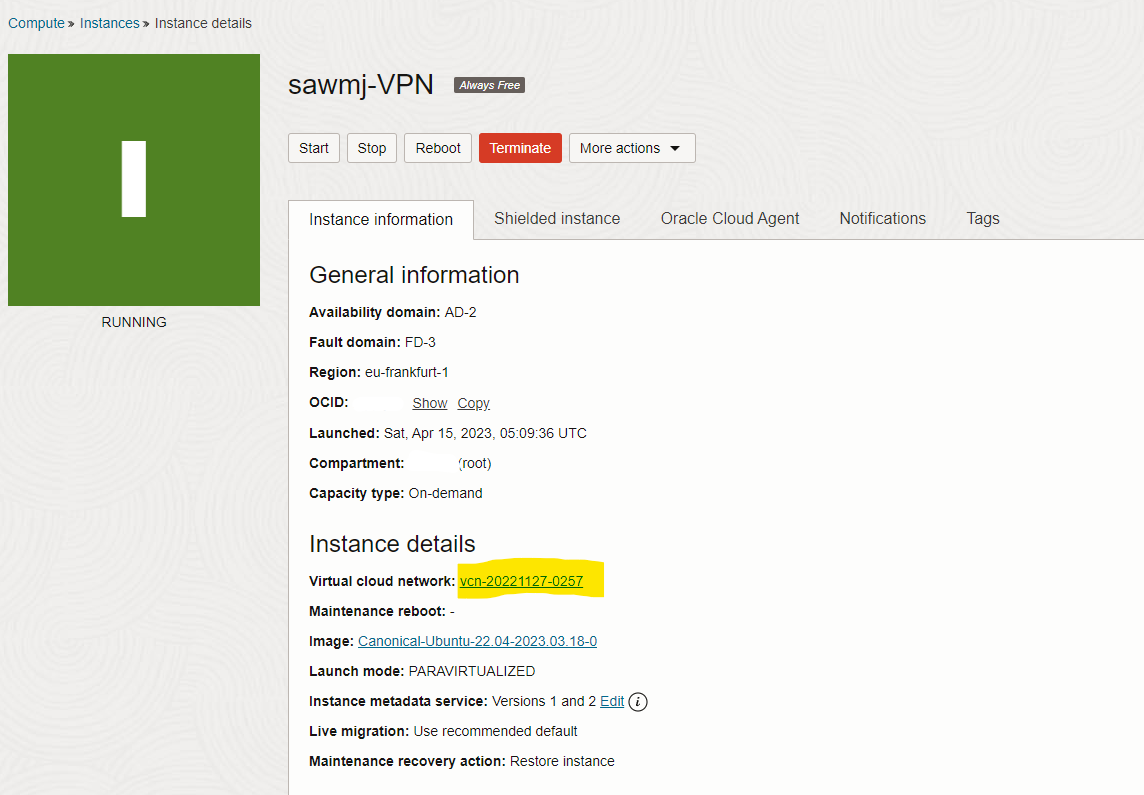 Compute » Instances » Instance details
I
RUNNING
sawmj-VPN Always Free
Start Stop Reboot Terminate More actions
Instance information Shielded instance Oracle Cloud Agent Notifications Tags
General information
Availability domain: AD-2
Fault domain: FD-3
Region: eu-frankfurt-1
OCID: Show Copy
Launched: Sat, Apr 15, 2023, 05:09:36 UTC
Compartment: (root)
Capacity type: On-demand
Instance details
Virtual cloud network: vcn-20221127-0257
Maintenance reboot: -
Image: Canonical-Ubuntu-22.04-2023.03.18-0
Launch mode: PARAVIRTUALIZED
Instance metadata service: Versions 1 and 2 Edit i
Live migration: Use recommended default
Maintenance recovery action: Restore instance